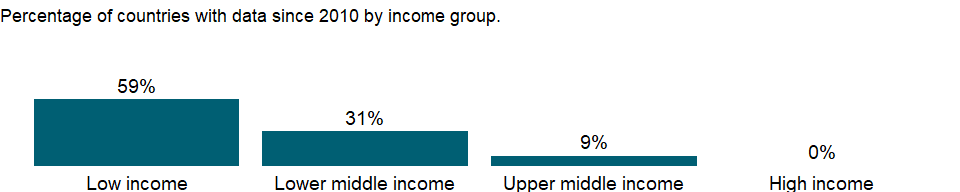 Percentage of countries with data since 2010 by income group.
59%
31%
9%
0%
Low income
Lower middle income
Upper middle income
High income